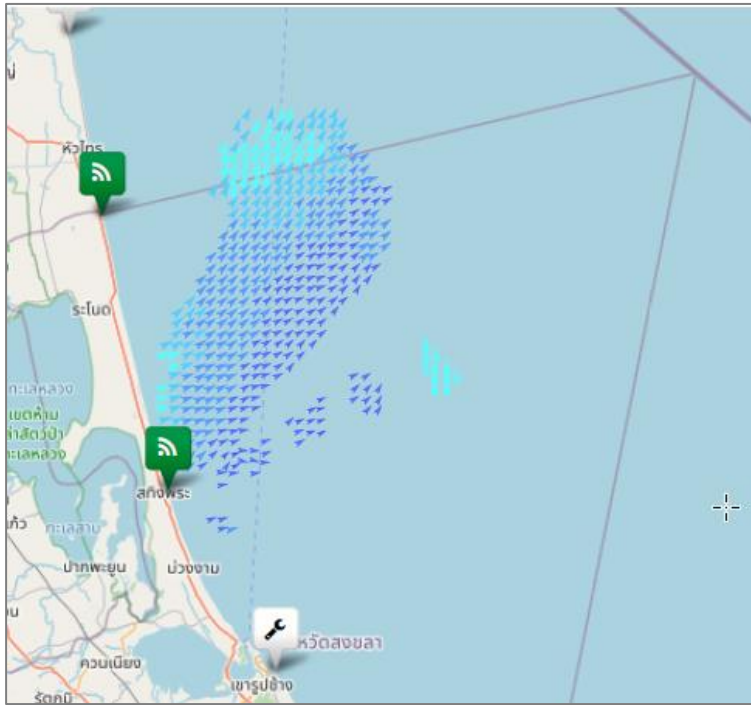 หัวไทร
ระโนด
ทะเลหลวง
เขตห้าม
ล่าสัตว์ป่า
ทะเลหลวง
สทิงพระ
ทะเลสาบ
ปากพะยูน
ม่วงงาม
หวัดสงขลา
ควนเนียง
เขารูปช้าง
รัตภูมิ